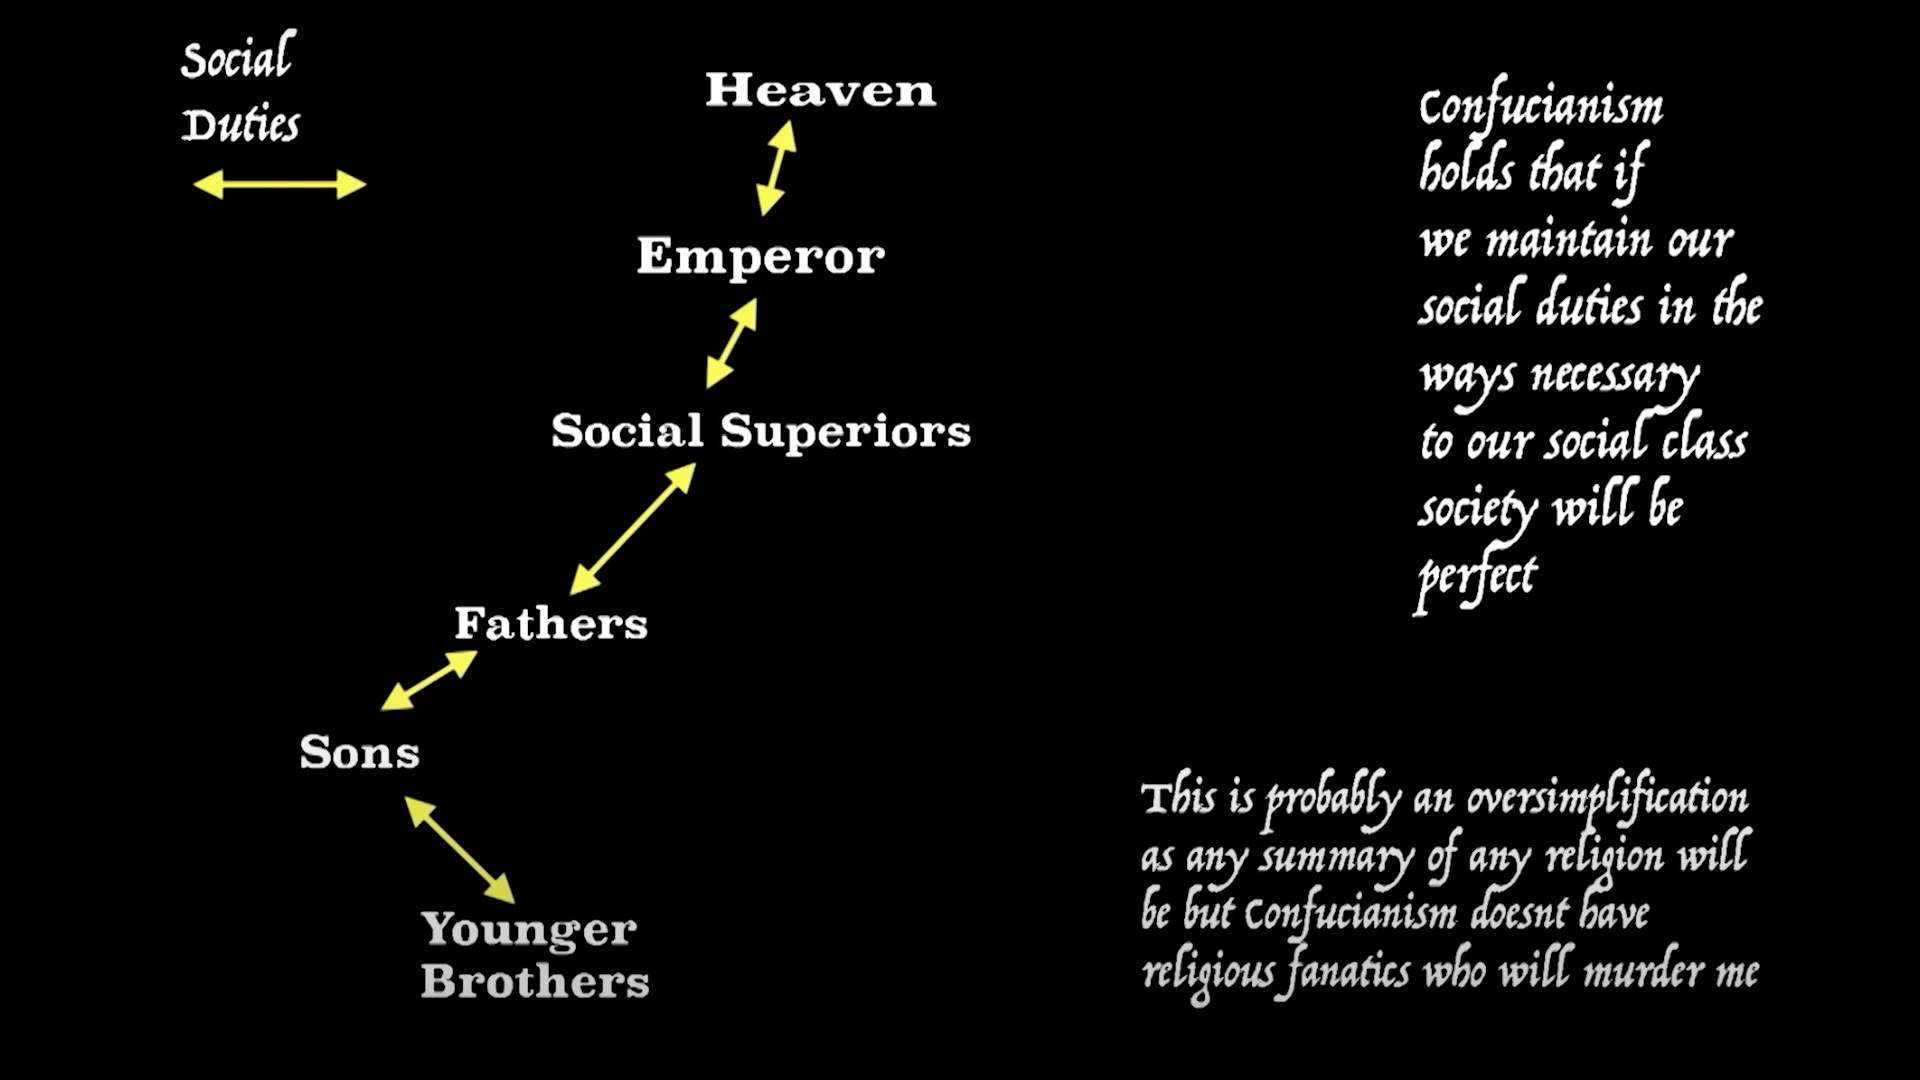 Social
Duties
Heaven
Emperor
Social Superiors
Fathers
Sons
Younger
Brothers
Confucianism
holds that if
we maintain our
social duties in the
ways necessary
to our social class
society will be
perfect
This is probably an oversimplification
as any summary of any religion will
be but Confucianism doesnt have
religious fanatics who will murder me